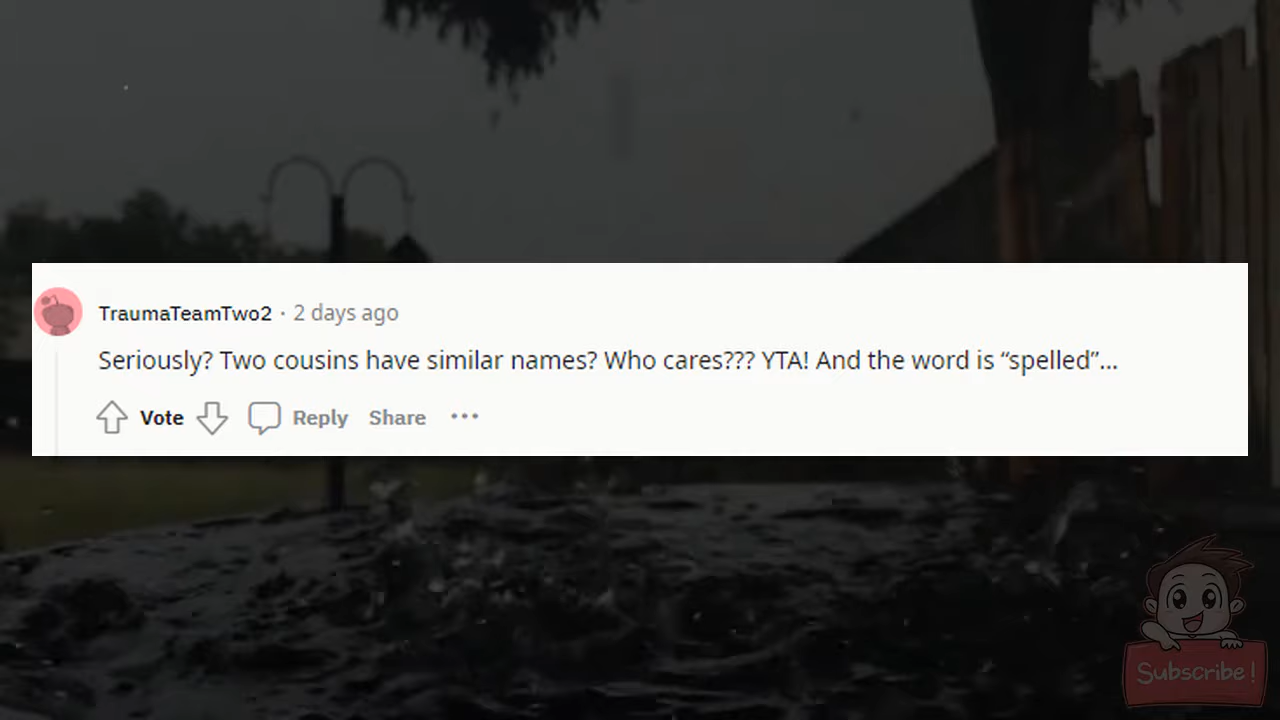 TraumaTeamTwo2 · 2 days ago
Seriously? Two cousins have similar names? Who cares??? YTA! And the word is “spelled”...
Vote Reply Share •••
Subscribe!